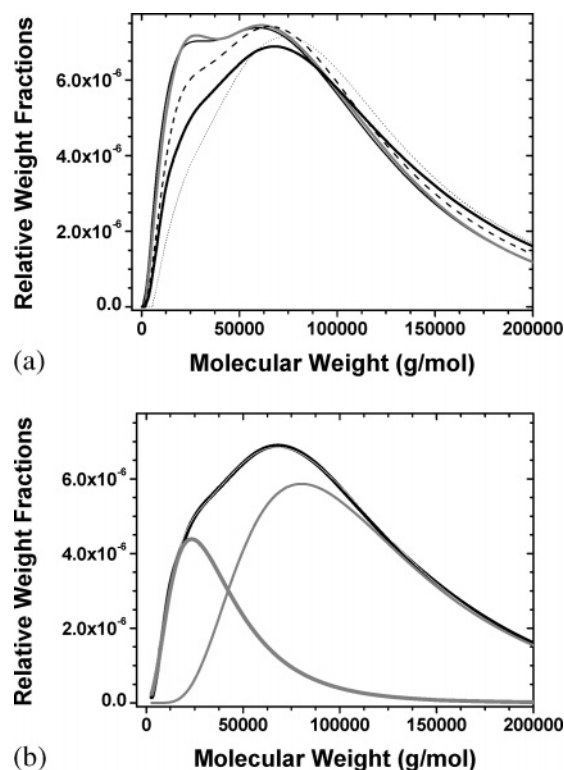 Relative Weight Fractions
6.0x10⁻⁶
4.0x10⁻⁶
2.0x10⁻⁶
0.0
0 50000 100000 150000 200000
(a) Molecular Weight (g/mol)
Relative Weight Fractions
6.0x10⁻⁶
4.0x10⁻⁶
2.0x10⁻⁶
0.0
0 50000 100000 150000 200000
(b) Molecular Weight (g/mol)